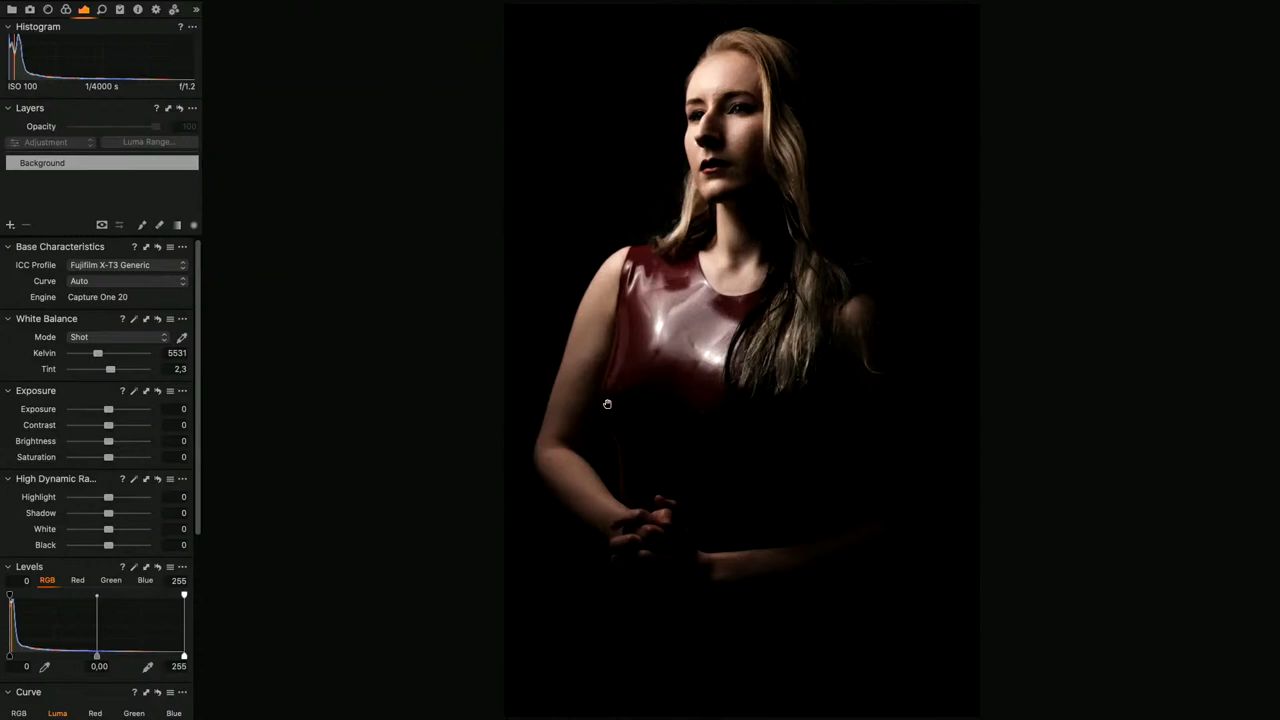 Histogram ? ...
ISO 100 1/4000 s f/1.2
Layers ? ...
Opacity 100
Adjustment Luma Range...
Background
Base Characteristics ? ...
ICC Profile Fujifilm X-T3 Generic
Curve Auto
Engine Capture One 20
White Balance ? ...
Mode Shot
Kelvin 5531
Tint 2,3
Exposure ? ...
Exposure 0
Contrast 0
Brightness 0
Saturation 0
High Dynamic Ra... ? ...
Highlight 0
Shadow 0
White 0
Black 0
Levels ? ...
0 RGB Red Green Blue 255
0 0,00 255
Curve ? ...
RGB Luma Red Green Blue